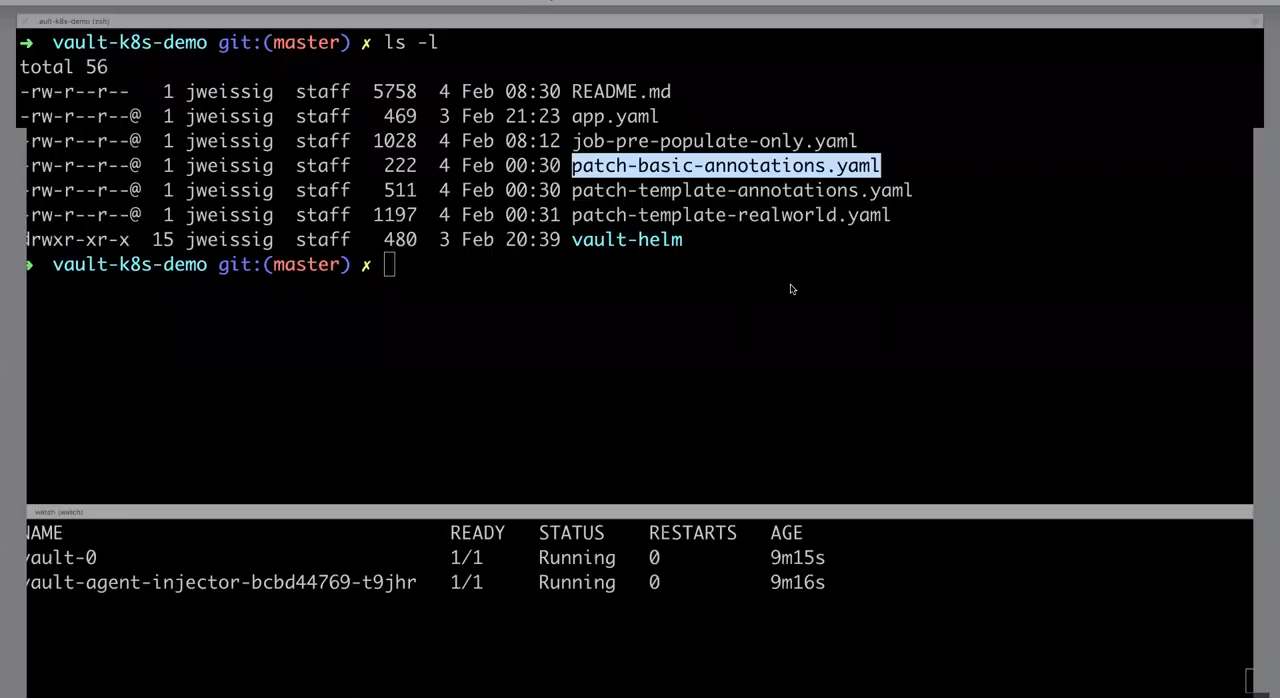 ault-k8s-demo (zsh)
➜ vault-k8s-demo git:(master) ✗ ls -l
total 56
-rw-r--r-- 1 jweissig staff 5758 4 Feb 08:30 README.md
-rw-r--r--@ 1 jweissig staff 469 3 Feb 21:23 app.yaml
-rw-r--r--@ 1 jweissig staff 1028 4 Feb 08:12 job-pre-populate-only.yaml
-rw-r--r--@ 1 jweissig staff 222 4 Feb 00:30 patch-basic-annotations.yaml
-rw-r--r--@ 1 jweissig staff 511 4 Feb 00:30 patch-template-annotations.yaml
-rw-r--r--@ 1 jweissig staff 1197 4 Feb 00:31 patch-template-realworld.yaml
drwxr-xr-x 15 jweissig staff 480 3 Feb 20:39 vault-helm
➜ vault-k8s-demo git:(master) ✗
watch (watch)
NAME READY STATUS RESTARTS AGE
vault-0 1/1 Running 0 9m15s
vault-agent-injector-bcbd44769-t9jhr 1/1 Running 0 9m16s